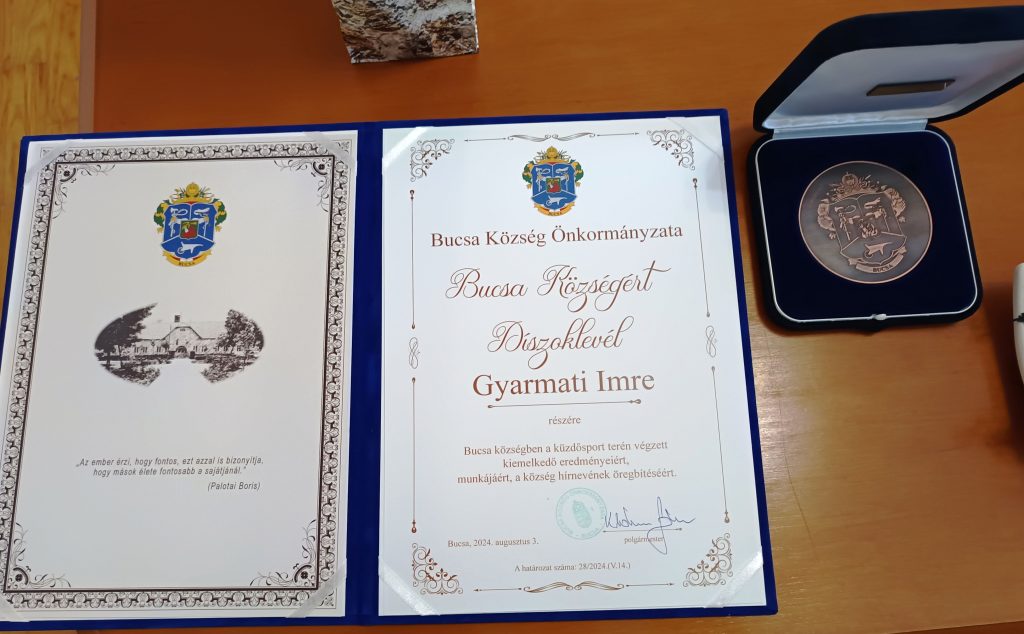 BUCSA
„Az ember érzi, hogy fontos, ezt azzal is bizonyítja,
hogy mások élete fontosabb a sajátjánál.”
(Palotai Boris)
BUCSA
Bucsa Község Önkormányzata
Bucsa Községért
Díszoklevél
Gyarmati Imre
részére
Bucsa községben a küzdősport terén végzett
kiemelkedő eredményeiért,
munkájáért, a község hírnevének öregbítéséért.
polgármester
Bucsa, 2024. augusztus 3.
A határozat száma: 28/2024.(V.14.)
BUCSA